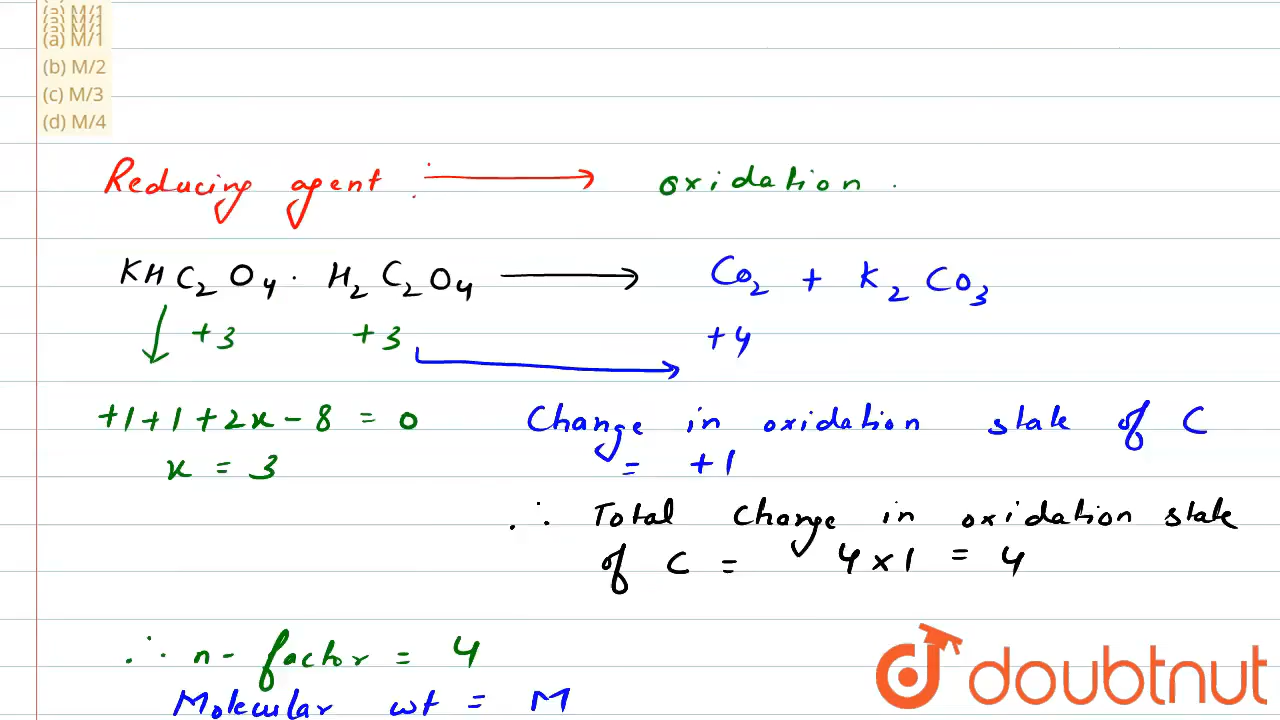 (a) M/1
(a) M/1
(b) M/2
(c) M/3
(d) M/4
Reducing agent : → oxidation .
KHC₂O₄ . H₂C₂O₄ → CO₂ + K₂CO₃
+3 +3 +4
+1+1+2x-8 = 0
x = 3
Change in oxidation state of C
= +1
∴ Total change in oxidation state
of C = 4×1 = 4
∴ n-factor = 4
Molecular wt = M
doubtnut